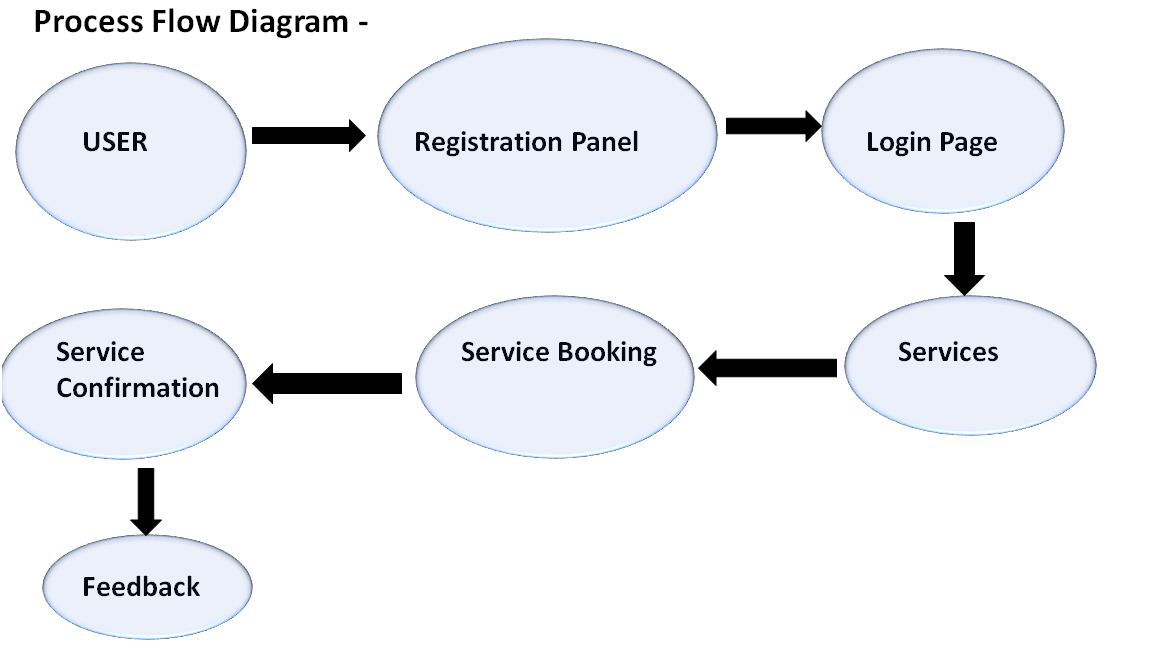 Process Flow Diagram -
USER
Registration Panel
Login Page
Services
Service Booking
Service
Confirmation
Feedback